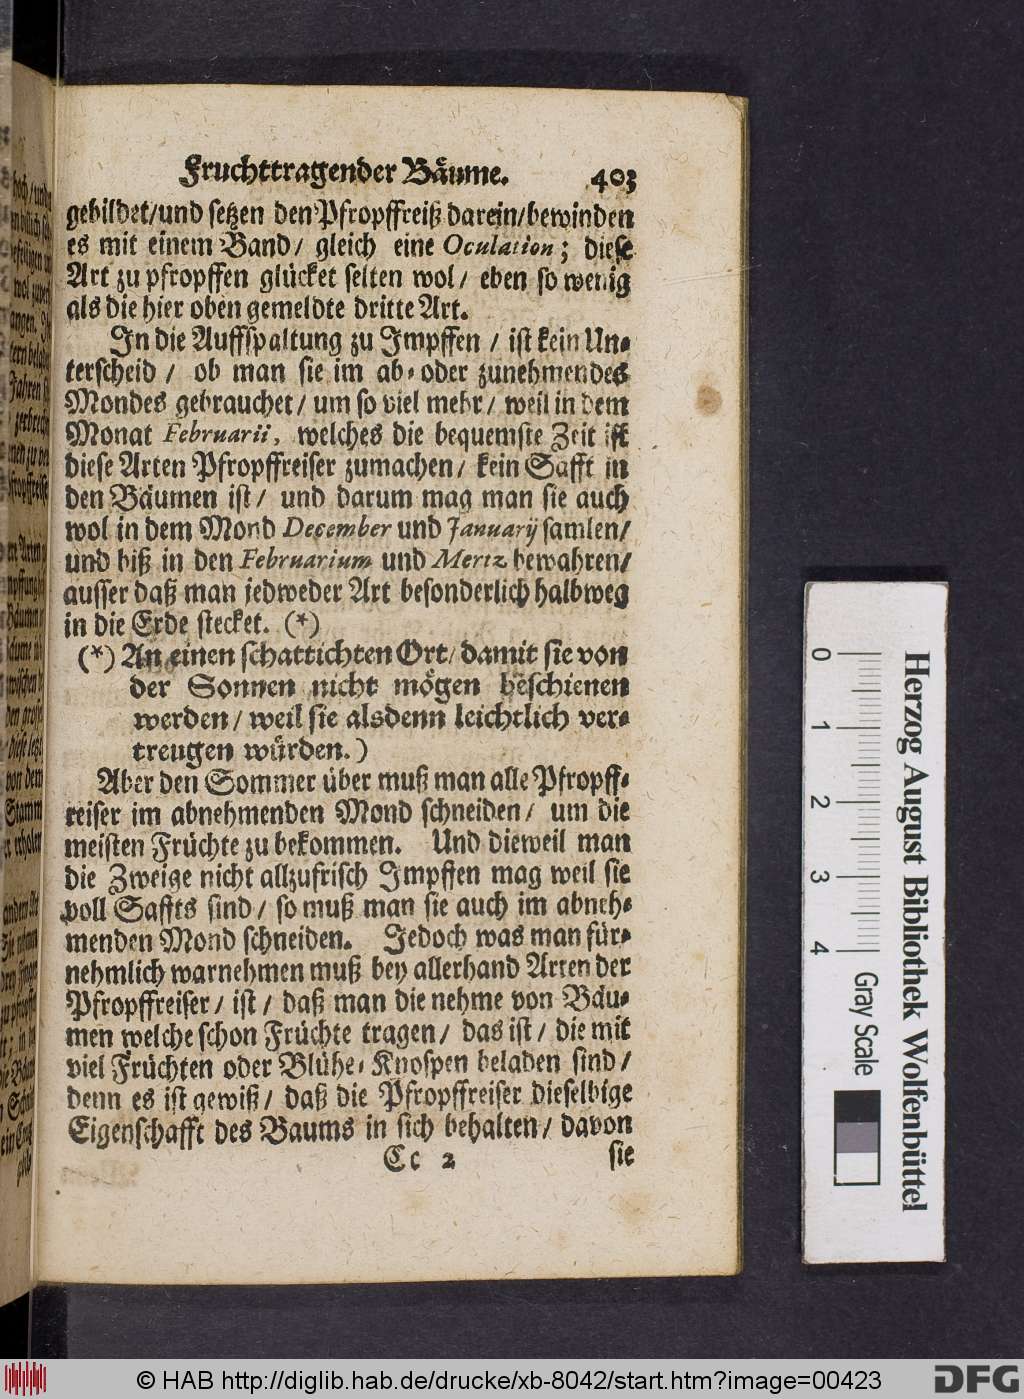 Fruchttragender Bäume. 403
gebildet/und setzen den Pfropffreiß darein/bewinden
es mit einem Band/ gleich eine Oculation; diese
Art zu pfropffen glücket selten wol/ eben so wenig
als die hier oben gemeldte dritte Art.
In die Auffspaltung zu Impffen / ist kein Un-
terscheid / ob man sie im ab- oder zunehmendes
Mondes gebrauchet/ um so viel mehr/ weil in dem
Monat Februarii, welches die bequemste Zeit ist
diese Arten Pfropffreiser zumachen/ kein Safft in
den Bäumen ist/ und darum mag man sie auch
wol in dem Mond December und Januarij samlen/
und biß in den Februarium und Mertz bewahren/
ausser daß man jedweder Art besonderlich halbweg
in die Erde stecket. (*)
(*) An einen schattichten Ort/ damit sie von
der Sonnen nicht mögen beschienen
werden/ weil sie alsdenn leichtlich ver-
treugen würden.)
Aber den Sommer über muß man alle Pfropff-
reiser im abnehmenden Mond schneiden/ um die
meisten Früchte zu bekommen. Und dieweil man
die Zweige nicht allzufrisch Impffen mag weil sie
voll Saffts sind/ so muß man sie auch im abneh-
menden Mond schneiden. Jedoch was man für-
nehmlich warnehmen muß bey allerhand Arten der
Pfropffreiser/ ist/ daß man die nehme von Bäu-
men welche schon Früchte tragen/ das ist/ die mit
viel Früchten oder Blühe-Knospen beladen sind/
denn es ist gewiß/ daß die Pfropffreiser dieselbige
Eigenschafft des Baums in sich behalten/ davon
Cc 2 sie
0 1 2 3 4
Gray Scale
Herzog August Bibliothek Wolfenbüttel
© HAB http://diglib.hab.de/drucke/xb-8042/start.htm?image=00423
DFG